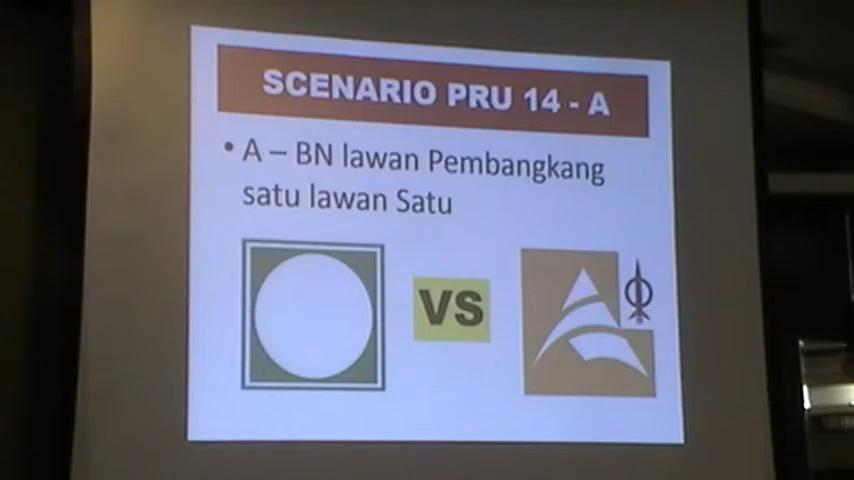 SCENARIO PRU 14 - A
• A – BN lawan Pembangkang
satu lawan Satu
VS